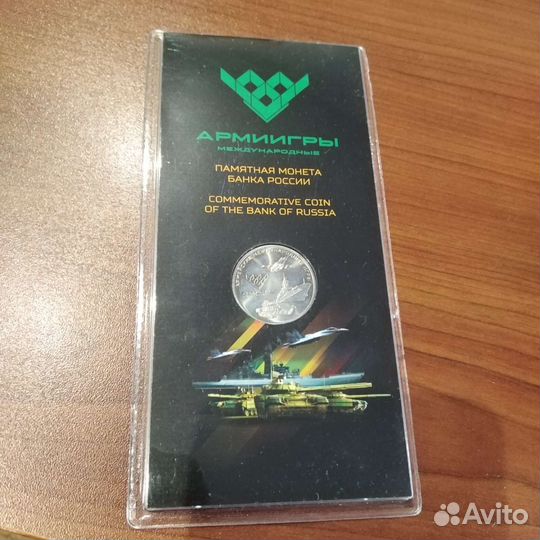 АРМИИГРЫ
МЕЖДУНАРОДНЫЕ
ПАМЯТНАЯ МОНЕТА
БАНКА РОССИИ
COMMEMORATIVE COIN
OF THE BANK OF RUSSIA
Avito